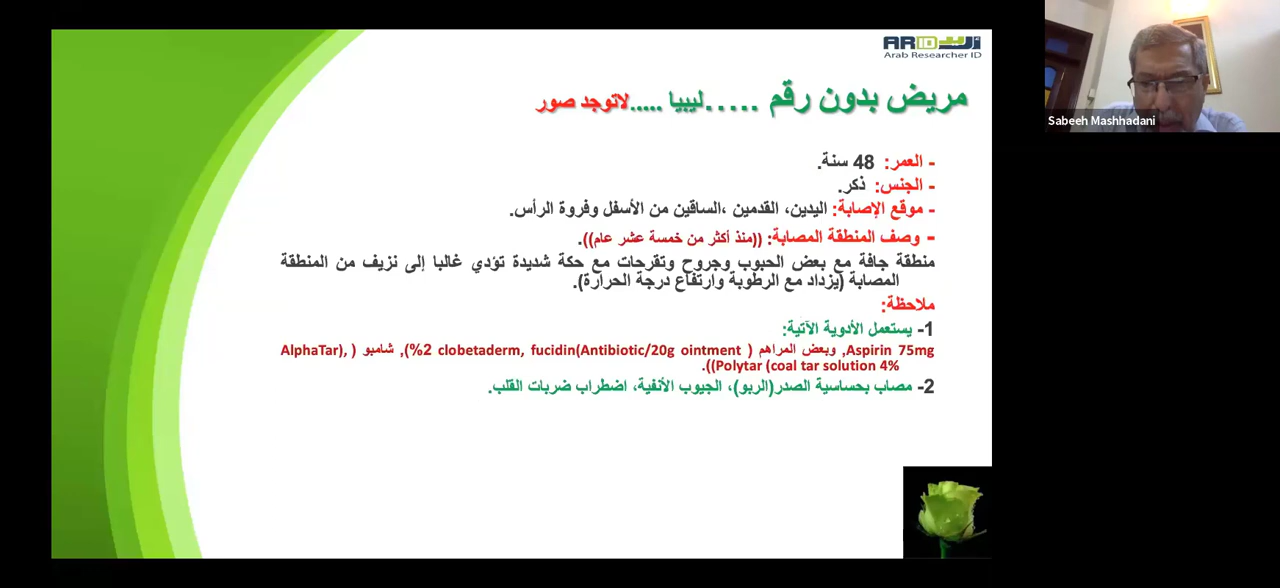 ARID أريد
Arab Researcher ID
Sabeeh Mashhadani
مريض بدون رقم .....ليبيا .....لاتوجد صور
- العمر: 48 سنة.
- الجنس: ذكر.
- موقع الإصابة: اليدين، القدمين ،الساقين من الأسفل وفروة الرأس.
- وصف المنطقة المصابة: ((منذ أكثر من خمسة عشر عام)).
منطقة جافة مع بعض الحبوب وجروح وتقرحات مع حكة شديدة تؤدي غالبا إلى نزيف من المنطقة
المصابة (يزداد مع الرطوبة وارتفاع درجة الحرارة).
ملاحظة:
1- يستعمل الأدوية الآتية:
Aspirin 75mg, وبعض المراهم ( clobetaderm, fucidin(Antibiotic/20g ointment 2%), شامبو ( AlphaTar),
Polytar (coal tar solution 4%)).
2- مصاب بحساسية الصدر(الربو)، الجيوب الأنفية، اضطراب ضربات القلب.